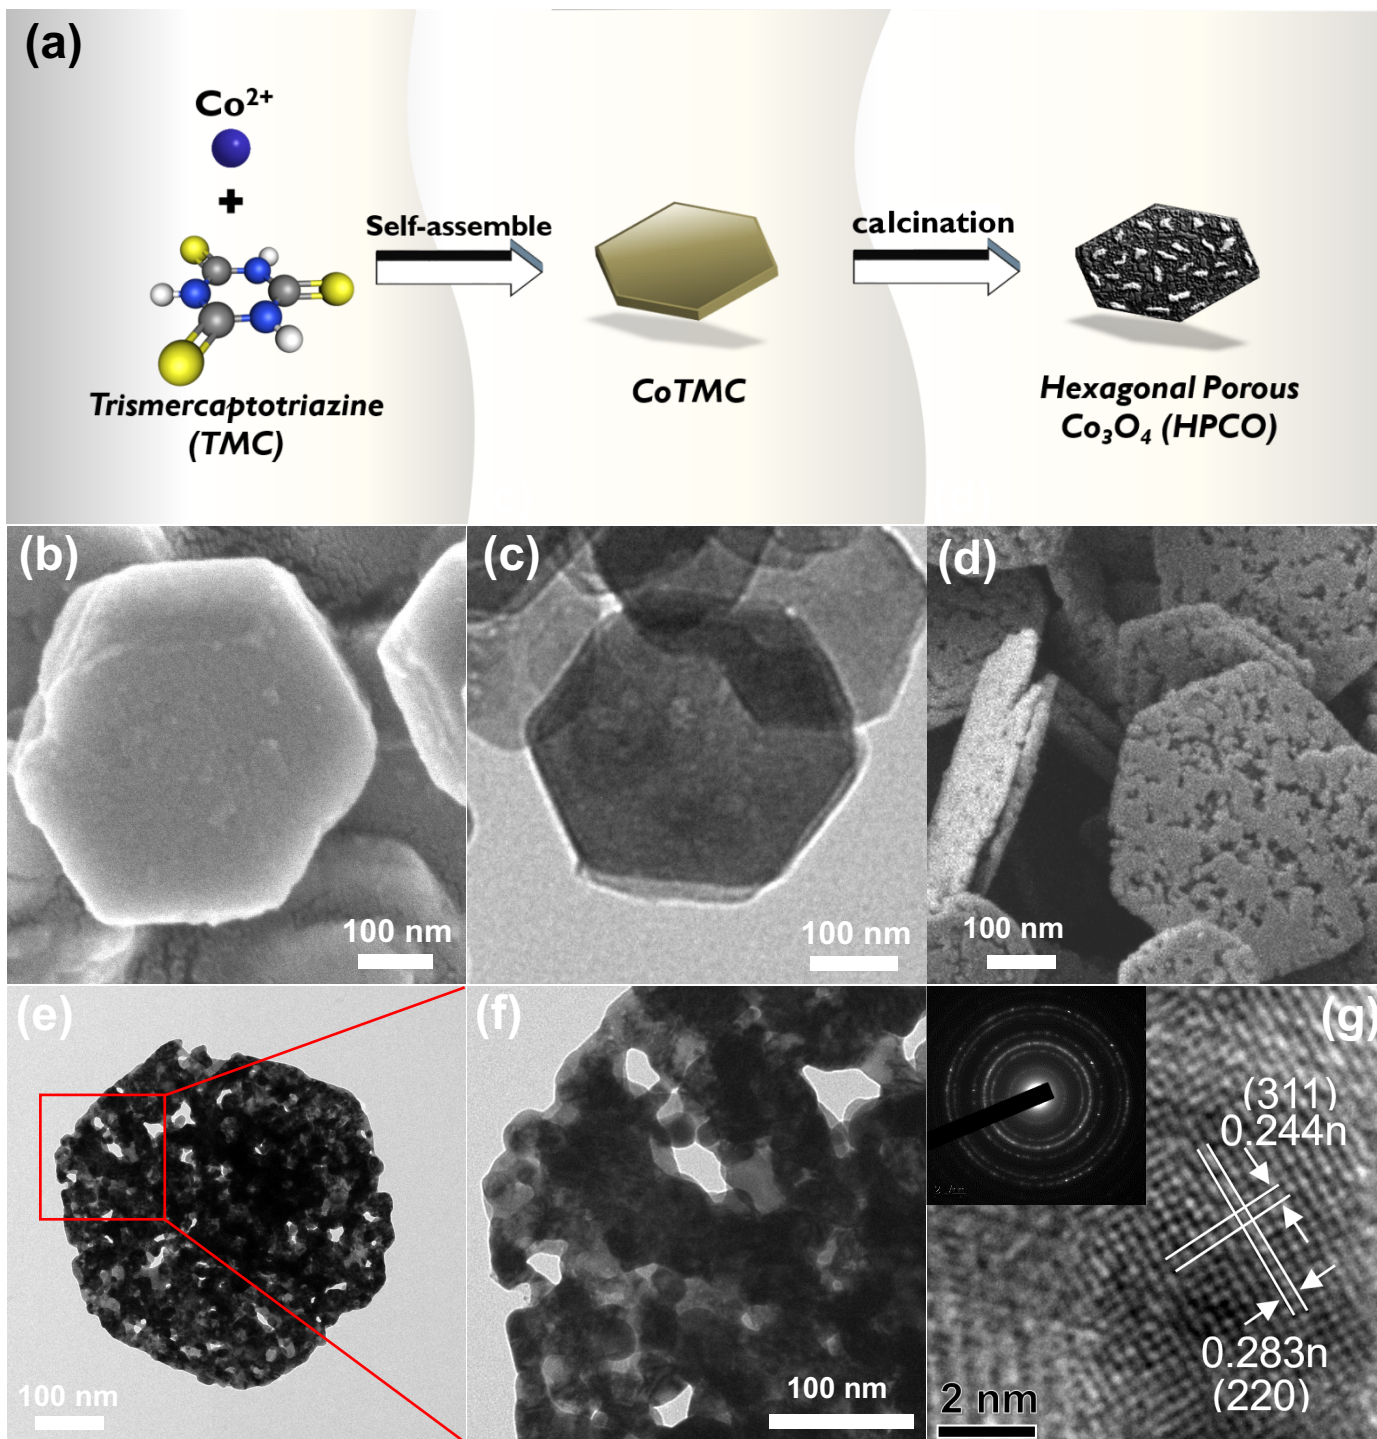 (a)
Co²⁺
+
Self-assemble
calcination
Trismercaptotriazine
(TMC)
CoTMC
Hexagonal Porous
Co₃O₄ (HPCO)
(b)
100 nm
(c)
100 nm
(d)
100 nm
(e)
100 nm
(f)
100 nm
(g)
(311)
0.244n
0.283n
(220)
2 nm